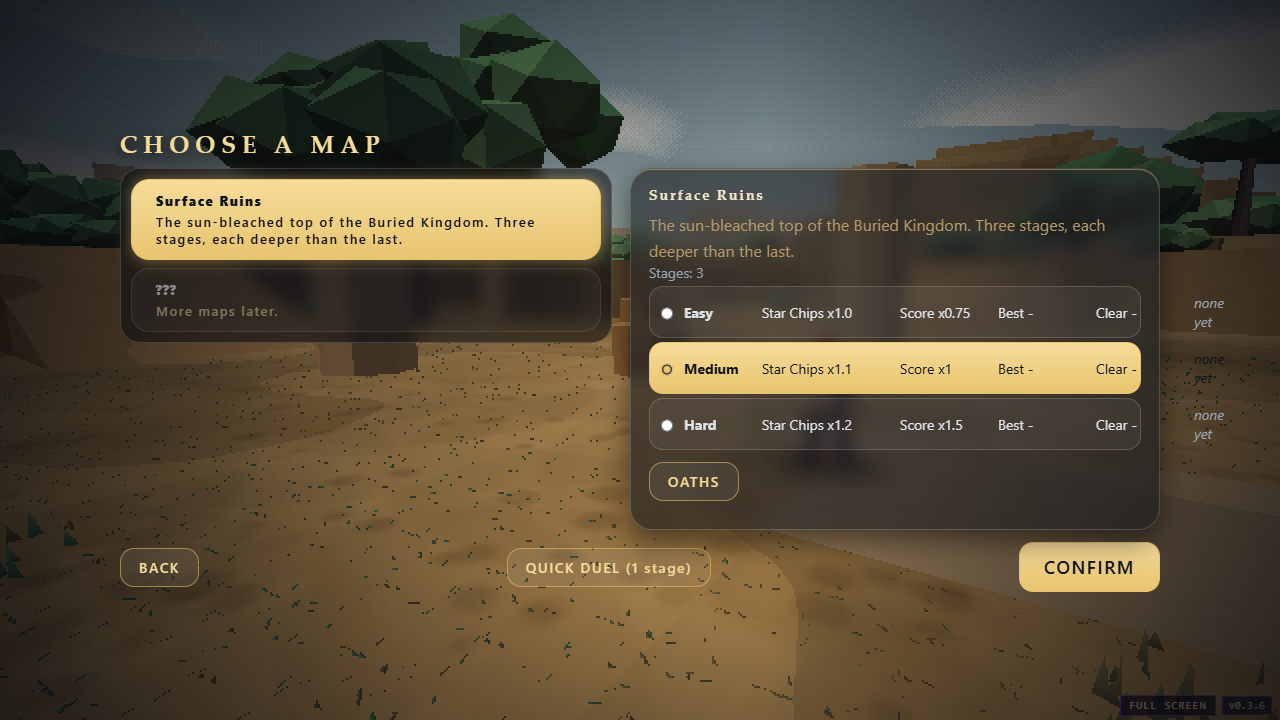 CHOOSE A MAP
Surface Ruins
The sun-bleached top of the Buried Kingdom. Three
stages, each deeper than the last.
???
More maps later.
Surface Ruins
The sun-bleached top of the Buried Kingdom. Three stages, each
deeper than the last.
Stages: 3
Easy Star Chips x1.0 Score x0.75 Best - Clear - none
yet
Medium Star Chips x1.1 Score x1 Best - Clear - none
yet
Hard Star Chips x1.2 Score x1.5 Best - Clear - none
yet
OATHS
BACK
QUICK DUEL (1 stage)
CONFIRM
FULL SCREEN
v0.3.6